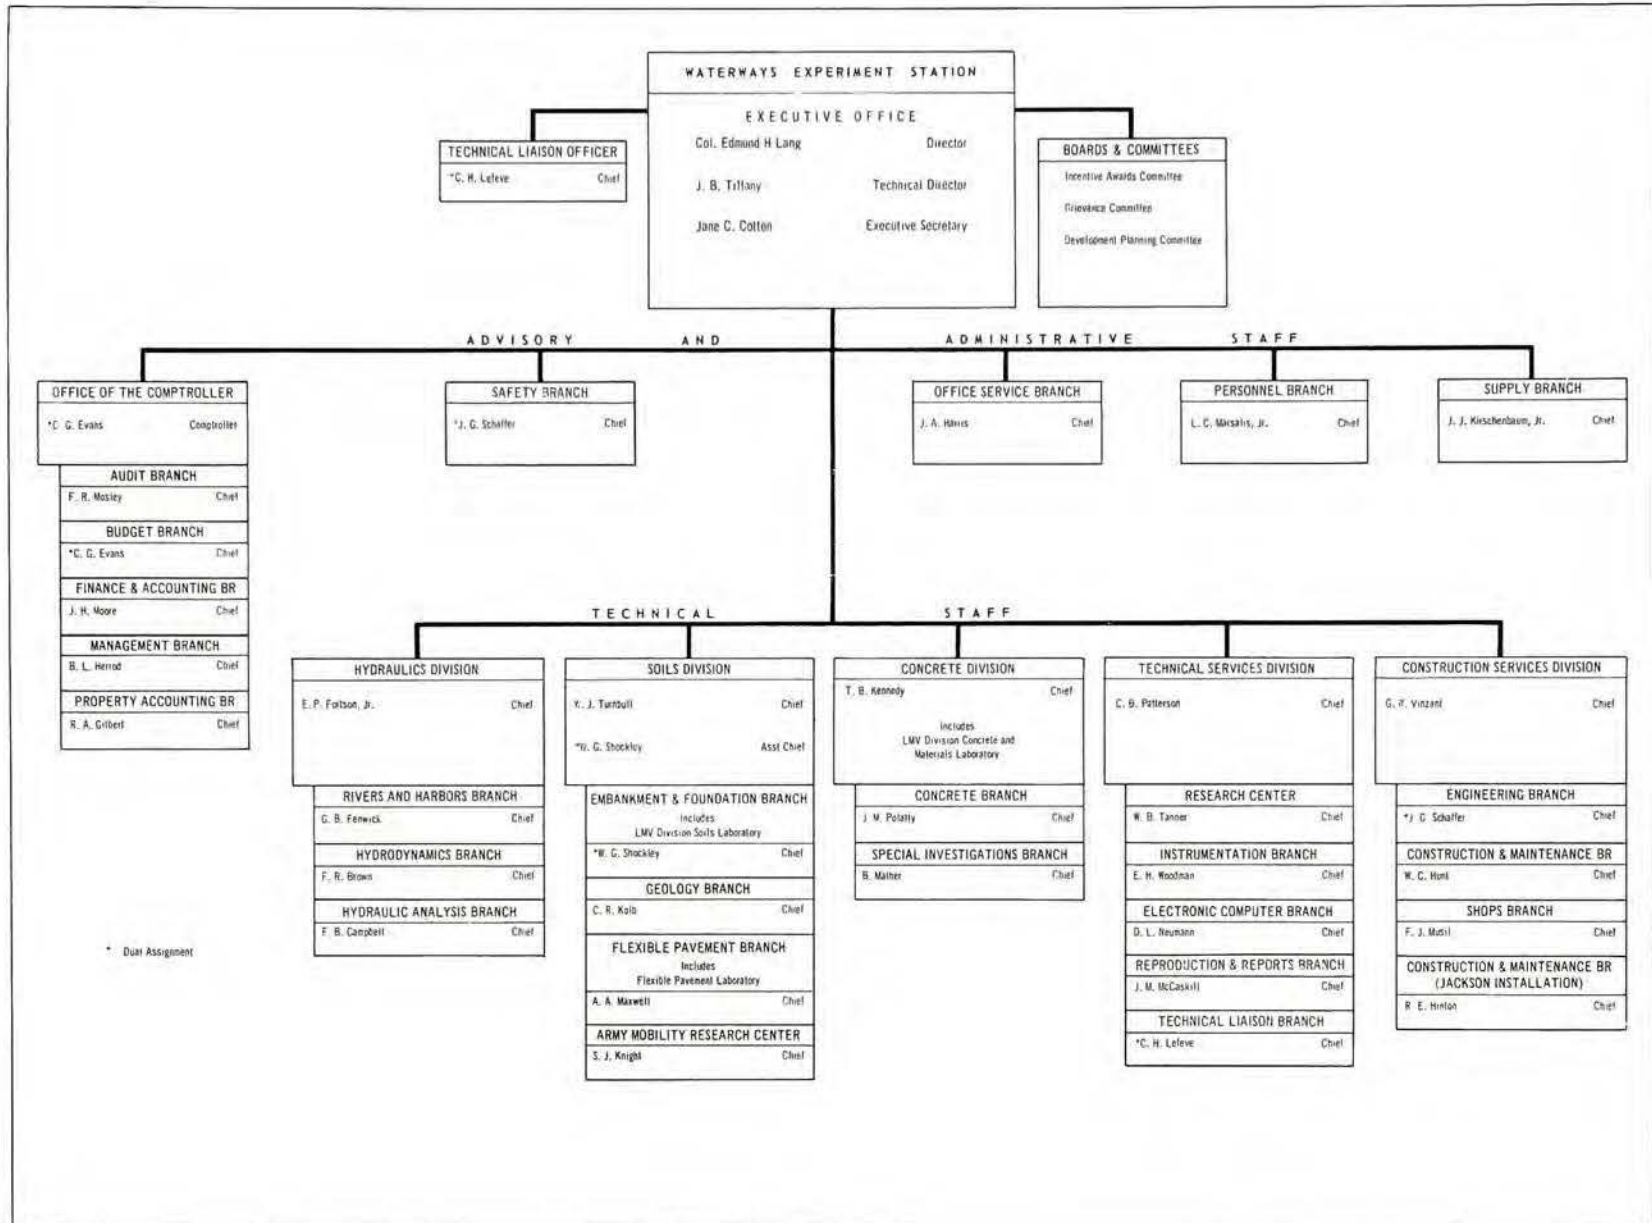 WATERWAYS EXPERIMENT STATION
EXECUTIVE OFFICE
Col. Edmund H Lang Director
J. B. Tiffany Technical Director
Jane C. Cotton Executive Secretary
TECHNICAL LIAISON OFFICER
*C. H. Lefeve Chief
BOARDS & COMMITTEES
Incentive Awards Committee
Grievance Committee
Development Planning Committee
ADVISORY AND ADMINISTRATIVE STAFF
OFFICE OF THE COMPTROLLER
*C G. Evans Comptroller
AUDIT BRANCH
F. R. Mosley Chief
BUDGET BRANCH
*C. G. Evans Chief
FINANCE & ACCOUNTING BR
J. H. Moore Chief
MANAGEMENT BRANCH
B. L. Herrod Chief
PROPERTY ACCOUNTING BR
R. A. Gilbert Chief
SAFETY BRANCH
*J. G. Schaffer Chief
OFFICE SERVICE BRANCH
J. A. Harris Chief
PERSONNEL BRANCH
L. C. Marsalis, Jr. Chief
SUPPLY BRANCH
J. J. Kirschenbaum, Jr. Chief
TECHNICAL STAFF
HYDRAULICS DIVISION
E. P. Fortson, Jr. Chief
RIVERS AND HARBORS BRANCH
G. B. Fenwick Chief
HYDRODYNAMICS BRANCH
F. R. Brown Chief
HYDRAULIC ANALYSIS BRANCH
F. B. Campbell Chief
SOILS DIVISION
J. Turnbull Chief
*W. G. Shockley Asst Chief
EMBANKMENT & FOUNDATION BRANCH
Includes
LMV Division Soils Laboratory
*W. G. Shockley Chief
GEOLOGY BRANCH
C. R. Kolb Chief
FLEXIBLE PAVEMENT BRANCH
Includes
Flexible Pavement Laboratory
A. A. Maxwell Chief
ARMY MOBILITY RESEARCH CENTER
S. J. Knight Chief
CONCRETE DIVISION
T. B. Kennedy Chief
Includes
LMV Division Concrete and
Materials Laboratory
CONCRETE BRANCH
J M. Polatty Chief
SPECIAL INVESTIGATIONS BRANCH
B. Mather Chief
TECHNICAL SERVICES DIVISION
C. B. Patterson Chief
RESEARCH CENTER
W. B. Tanner Chief
INSTRUMENTATION BRANCH
E. H. Woodman Chief
ELECTRONIC COMPUTER BRANCH
D. L. Neumann Chief
REPRODUCTION & REPORTS BRANCH
J. M. McCaskill Chief
TECHNICAL LIAISON BRANCH
*C. H. Lefeve Chief
CONSTRUCTION SERVICES DIVISION
G. Vinzant Chief
ENGINEERING BRANCH
*J G Schaffer Chief
CONSTRUCTION & MAINTENANCE BR
W. C. Hunt Chief
SHOPS BRANCH
F. J. Musil Chief
CONSTRUCTION & MAINTENANCE BR
(JACKSON INSTALLATION)
R E. Hinton Chief
* Dual Assignment